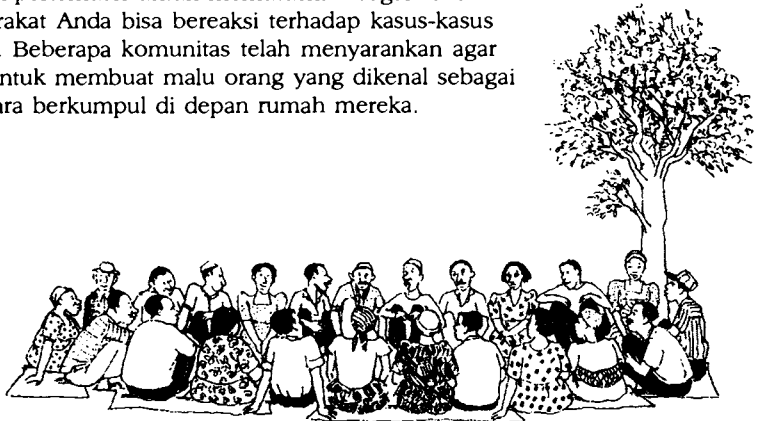 rakat Anda bisa bereaksi terhadap kasus-kasus
. Beberapa komunitas telah menyarankan agar
ntuk membuat malu orang yang dikenal sebagai
ara berkumpul di depan rumah mereka.